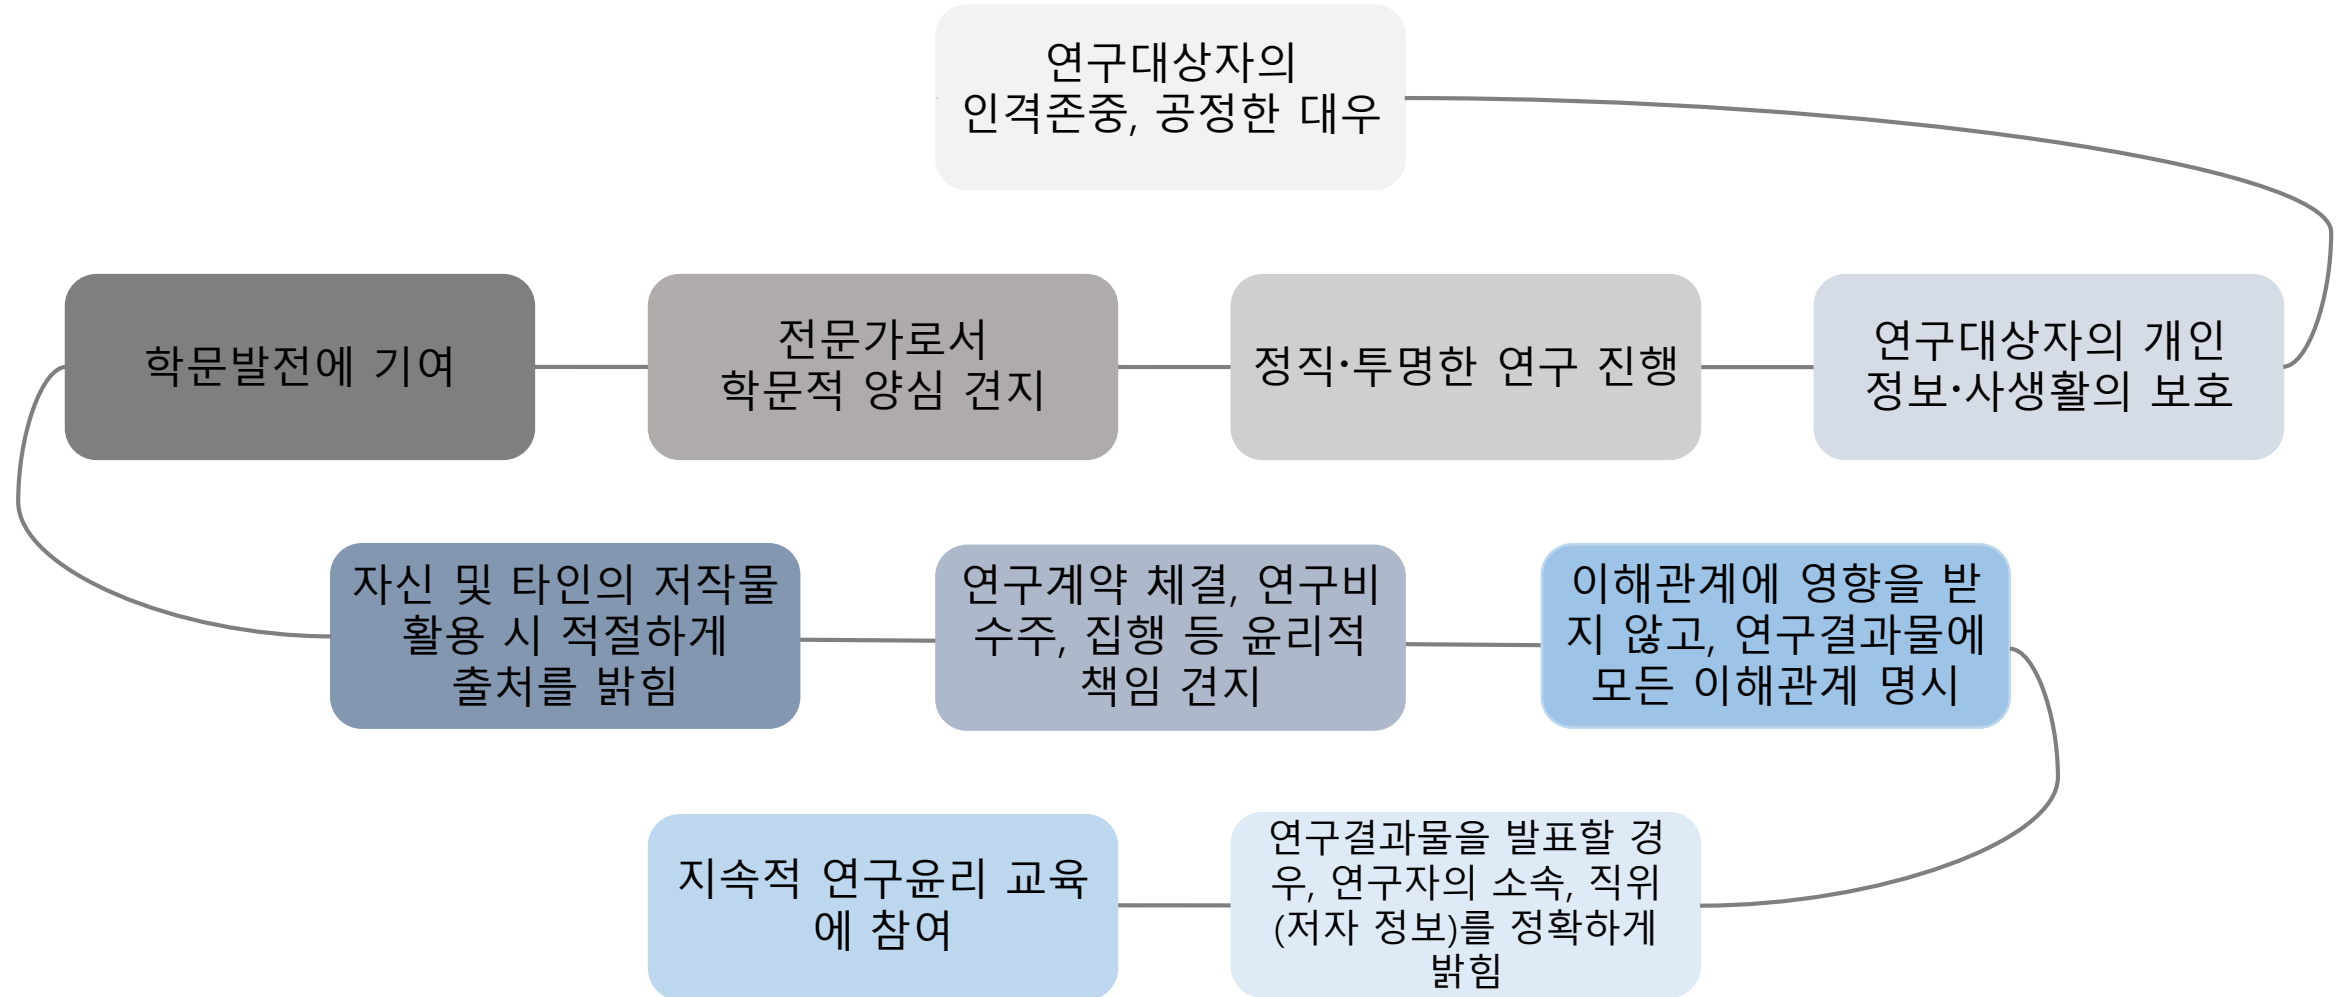 연구대상자의
인격존중, 공정한 대우
연구대상자의 개인
정보·사생활의 보호
정직·투명한 연구 진행
전문가로서
학문적 양심 견지
학문발전에 기여
자신 및 타인의 저작물
활용 시 적절하게
출처를 밝힘
연구계약 체결, 연구비
수주, 집행 등 윤리적
책임 견지
이해관계에 영향을 받
지 않고, 연구결과물에
모든 이해관계 명시
연구결과물을 발표할 경
우, 연구자의 소속, 직위
(저자 정보)를 정확하게
밝힘
지속적 연구윤리 교육
에 참여